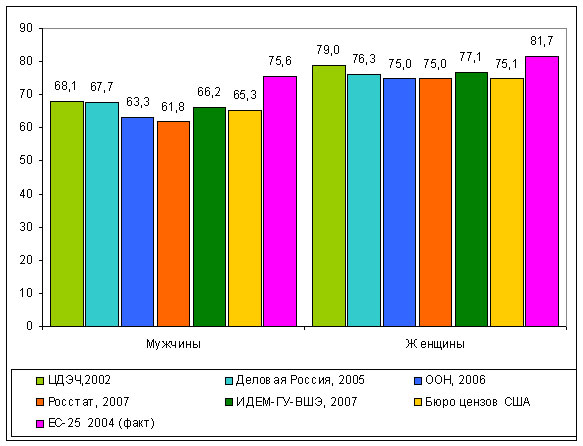 90
80
70
60
50
40
30
20
10
0
68,1
67,7
63,3
61,8
66,2
65,3
75,6
79,0
76,3
75,0
75,0
77,1
75,1
81,7
Мужчины
Женщины
ЦДЭЧ,2002
Деловая Россия, 2005
ООН, 2006
Росстат, 2007
ИДЕМ-ГУ-ВШЭ, 2007
Бюро цензов США
ЕС-25 2004 (факт)